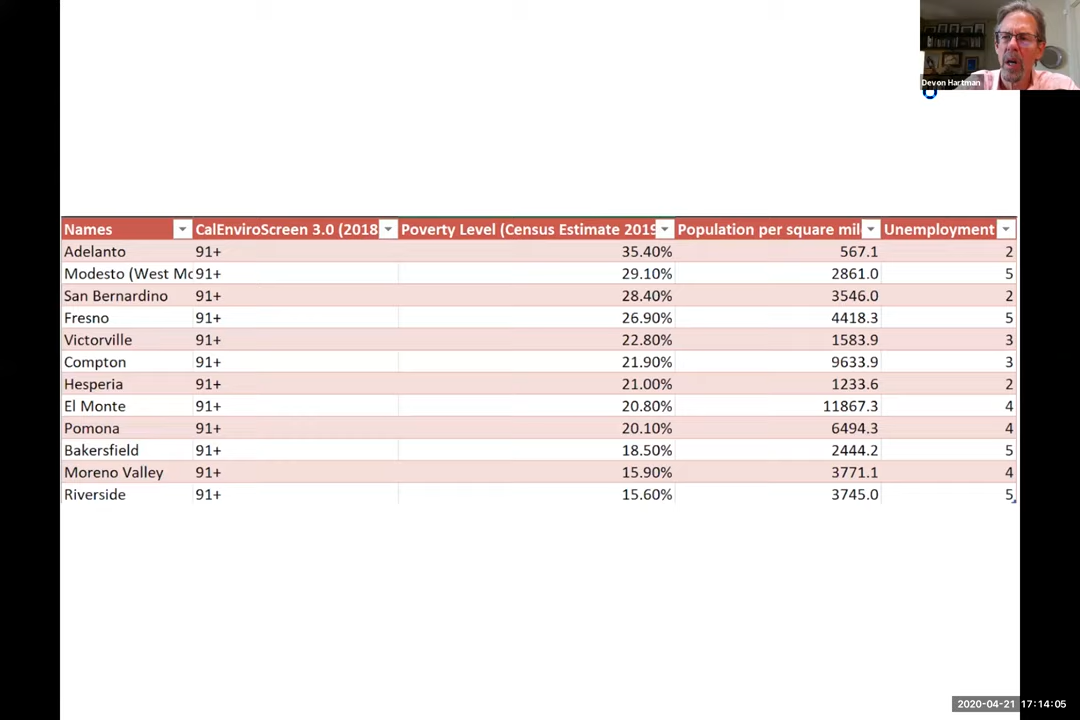 Devon Hartman
Names CalEnviroScreen 3.0 (2018 Poverty Level (Census Estimate 2019 Population per square mil Unemployment
Adelanto 91+ 35.40% 567.1 2
Modesto (West Mo 91+ 29.10% 2861.0 5
San Bernardino 91+ 28.40% 3546.0 2
Fresno 91+ 26.90% 4418.3 5
Victorville 91+ 22.80% 1583.9 3
Compton 91+ 21.90% 9633.9 3
Hesperia 91+ 21.00% 1233.6 2
El Monte 91+ 20.80% 11867.3 4
Pomona 91+ 20.10% 6494.3 4
Bakersfield 91+ 18.50% 2444.2 5
Moreno Valley 91+ 15.90% 3771.1 4
Riverside 91+ 15.60% 3745.0 5
2020-04-21 17:14:05